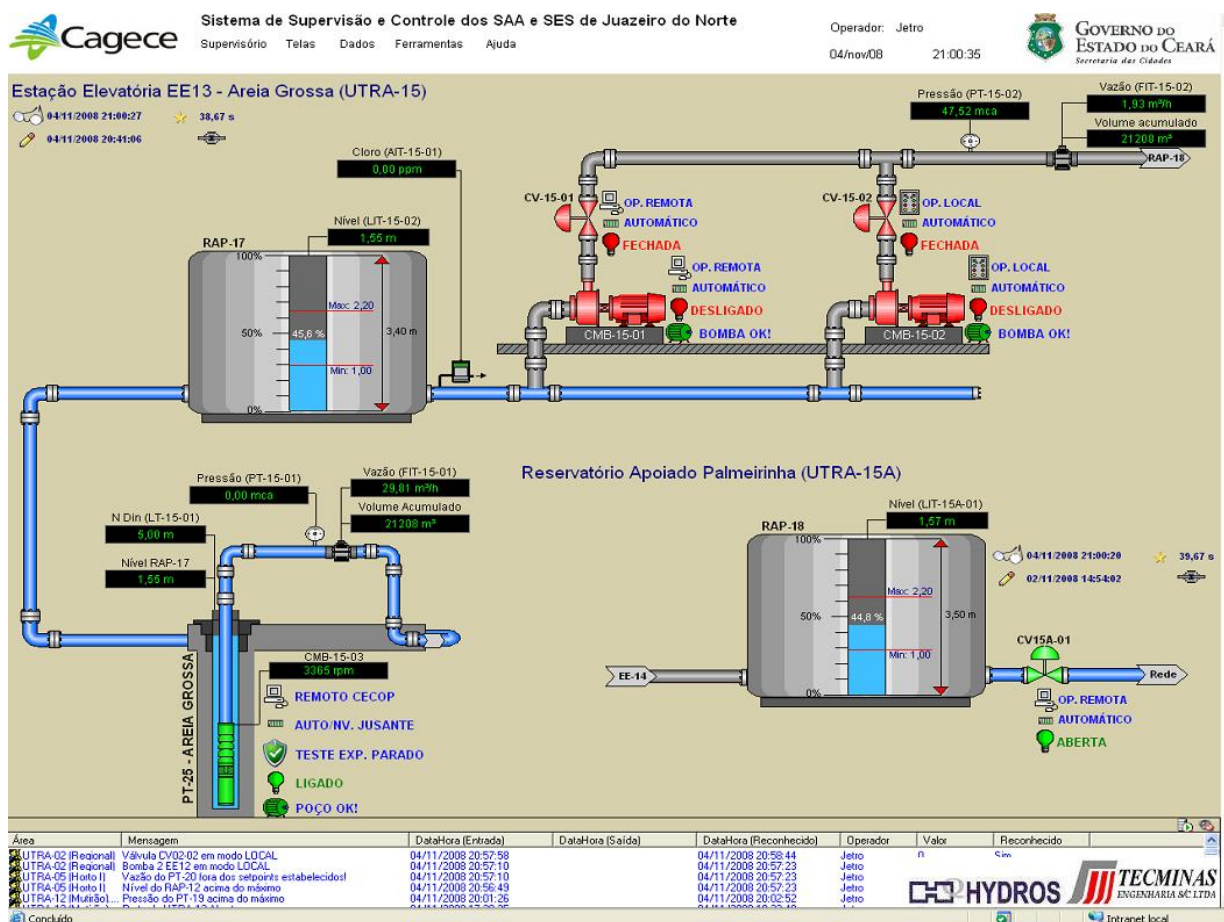 Cagece
Sistema de Supervisão e Controle dos SAA e SES de Juazeiro do Norte
Supervisório Telas Dados Ferramentas Ajuda
Operador: Jetro
04/nov/08 21:00:35
GOVERNO DO
ESTADO DO CEARÁ
Secretaria das Cidades
Estação Elevatória EE13 - Areia Grossa (UTRA-15)
04/11/2008 21:00:27 38,67 s
04/11/2008 20:41:06
Pressão (PT-15-02)
47,52 mca
Vazão (FIT-15-02)
1,93 m³/h
Volume acumulado
21208 m³
RAP-18
Cloro (AIT-15-01)
0,00 ppm
Nível (LIT-15-02)
1,55 m
RAP-17
100%
Max: 2,20
50%
45,6 %
3,40 m
Min: 1,00
0%
CV-15-01
OP. REMOTA
AUTOMÁTICO
FECHADA
OP. REMOTA
AUTOMÁTICO
DESLIGADO
CMB-15-01
BOMBA OK!
CV-15-02
OP. LOCAL
AUTOMÁTICO
FECHADA
OP. LOCAL
AUTOMÁTICO
DESLIGADO
CMB-15-02
BOMBA OK!
Pressão (PT-15-01)
0,00 mca
Vazão (FIT-15-01)
29,81 m³/h
Volume Acumulado
21208 m³
N Din (LT-15-01)
5,00 m
Nível RAP-17
1,55 m
CMB-15-03
3365 rpm
REMOTO CECOP
AUTO/NV. JUSANTE
TESTE EXP. PARADO
LIGADO
POÇO OK!
PT-25 - AREIA GROSSA
Reservatório Apoiado Palmeirinha (UTRA-15A)
Nível (LIT-15A-01)
1,57 m
RAP-18
100%
Max: 2,20
50%
44,8 %
3,50 m
Min: 1,00
0%
04/11/2008 21:00:20 39,67 s
02/11/2008 14:54:02
EE-14
CV15A-01
Rede
OP. REMOTA
AUTOMÁTICO
ABERTA
Área Mensagem DataHora (Entrada) DataHora (Saída) DataHora (Reconhecido) Operador Valor Reconhecido
UTRA-02 (Regional) Válvula CV02-02 em modo LOCAL 04/11/2008 20:57:58 04/11/2008 20:58:44 Jetro 0 Sim
UTRA-02 (Regional) Bomba 2 EE12 em modo LOCAL 04/11/2008 20:57:10 04/11/2008 20:57:23 Jetro
UTRA-05 (Horto I) Vazão do PT-20 fora dos setpoints estabelecidos! 04/11/2008 20:57:10 04/11/2008 20:57:23 Jetro
UTRA-05 (Horto I) Nível do RAP-12 acima do máximo 04/11/2008 20:56:49 04/11/2008 20:57:23 Jetro
UTRA-12 (Mutirão).... Pressão do PT-19 acima do máximo 04/11/2008 20:01:26 04/11/2008 20:02:52 Jetro
HYDROS
TECMINAS
ENGENHARIA S/C LTDA
Concluído
Intranet local